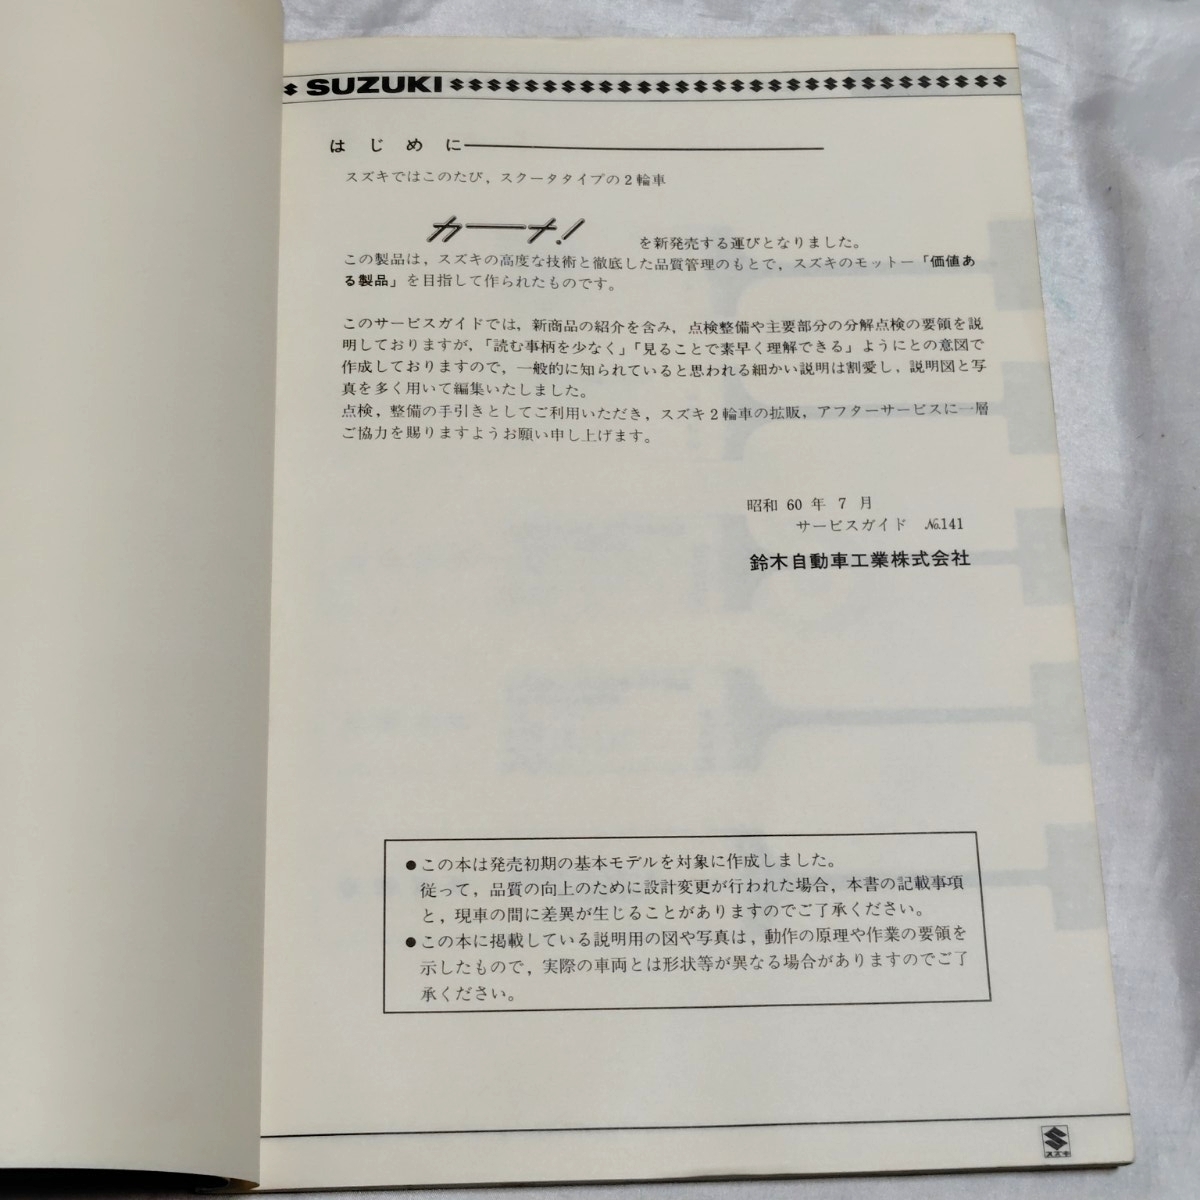 SUZUKI
はじめに
スズキではこのたび，スクータタイプの2輪車
カーナ！
を新発売する運びとなりました。
この製品は，スズキの高度な技術と徹底した品質管理のもとで，スズキのモットー「価値あ
る製品」を目指して作られたものです。
このサービスガイドでは，新商品の紹介を含み，点検整備や主要部分の分解点検の要領を説
明しておりますが，「読む事柄を少なく」「見ることで素早く理解できる」ようにとの意図で
作成しておりますので，一般的に知られていると思われる細かい説明は割愛し，説明図と写
真を多く用いて編集いたしました。
点検，整備の手引きとしてご利用いただき，スズキ2輪車の拡販，アフターサービスに一層
ご協力を賜りますようお願い申し上げます。
昭和 60 年 7 月
サービスガイド №141
鈴木自動車工業株式会社
●この本は発売初期の基本モデルを対象に作成しました。
従って，品質の向上のために設計変更が行われた場合，本書の記載事項
と，現車の間に差異が生じることがありますのでご了承ください。
●この本に掲載している説明用の図や写真は，動作の原理や作業の要領を
示したもので，実際の車両とは形状等が異なる場合がありますのでご了
承ください。
スズキ